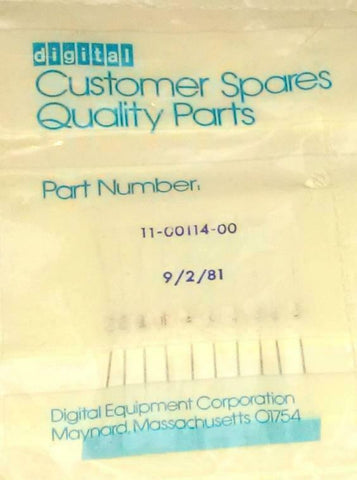 digital
Customer Spares
Quality Parts
Part Number:
11-00114-00
9/2/81
Digital Equipment Corporation
Maynard, Massachusetts 01754